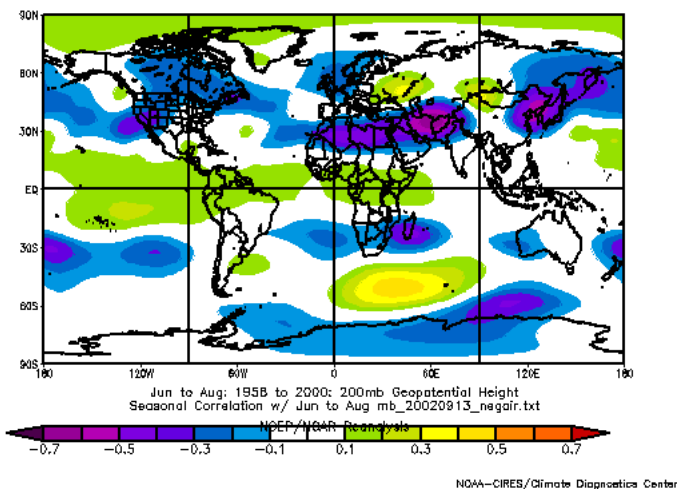 90N
60N
30N
EQ
30S
60S
90S
180 120W 60W 0 60E 120E 180
Jun to Aug: 1958 to 2000: 200mb Geopotential Height
Seasonal Correlation w/ Jun to Aug mb_20020913_negair.txt
NCEP/NCAR Reanalysis
-0.7 -0.5 -0.3 -0.1 0.1 0.3 0.5 0.7
NOAA-CIRES/Climate Diagnostics Center